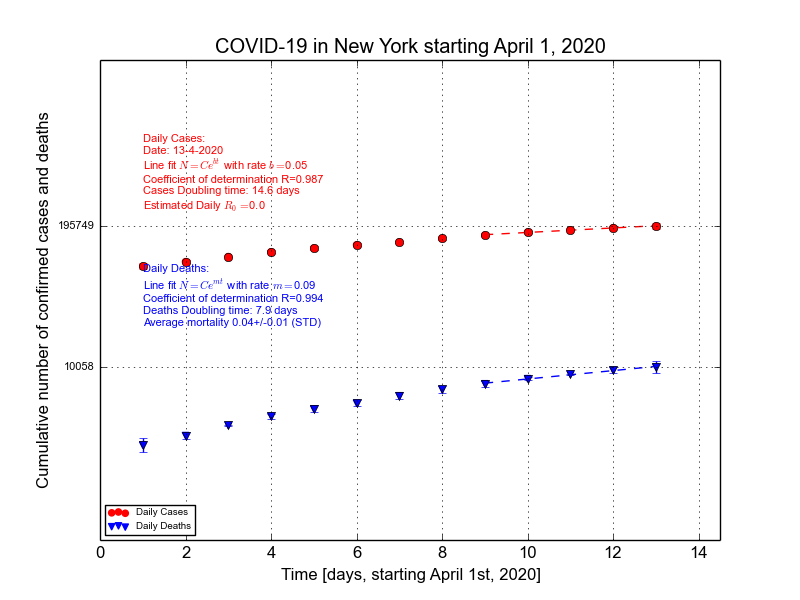 COVID-19 in New York starting April 1, 2020
Cumulative number of confirmed cases and deaths
Daily Cases:
Date: 13-4-2020
Line fit N = Ce^{bt} with rate b =0.05
Coefficient of determination R=0.987
Cases Doubling time: 14.6 days
Estimated Daily R_0 =0.0
195749
Daily Deaths:
Line fit N = Ce^{mt} with rate m =0.09
Coefficient of determination R=0.994
Deaths Doubling time: 7.9 days
Average mortality 0.04+/-0.01 (STD)
10058
Daily Cases
Daily Deaths
0 2 4 6 8 10 12 14
Time [days, starting April 1st, 2020]